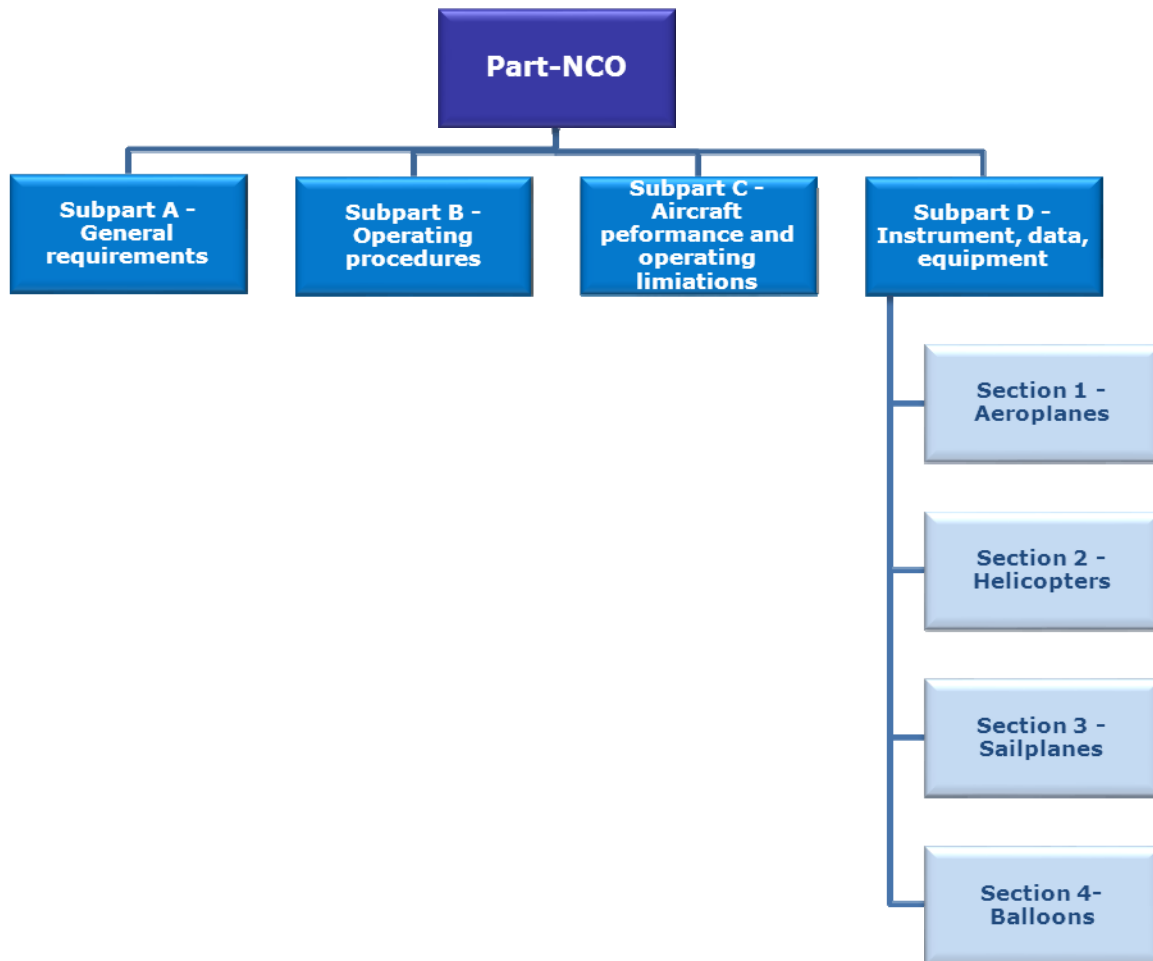 Part-NCO
Subpart A -
General
requirements
Subpart B -
Operating
procedures
Subpart C -
Aircraft
peformance and
operating
limiations
Subpart D -
Instrument, data,
equipment
Section 1 -
Aeroplanes
Section 2 -
Helicopters
Section 3 -
Sailplanes
Section 4-
Balloons